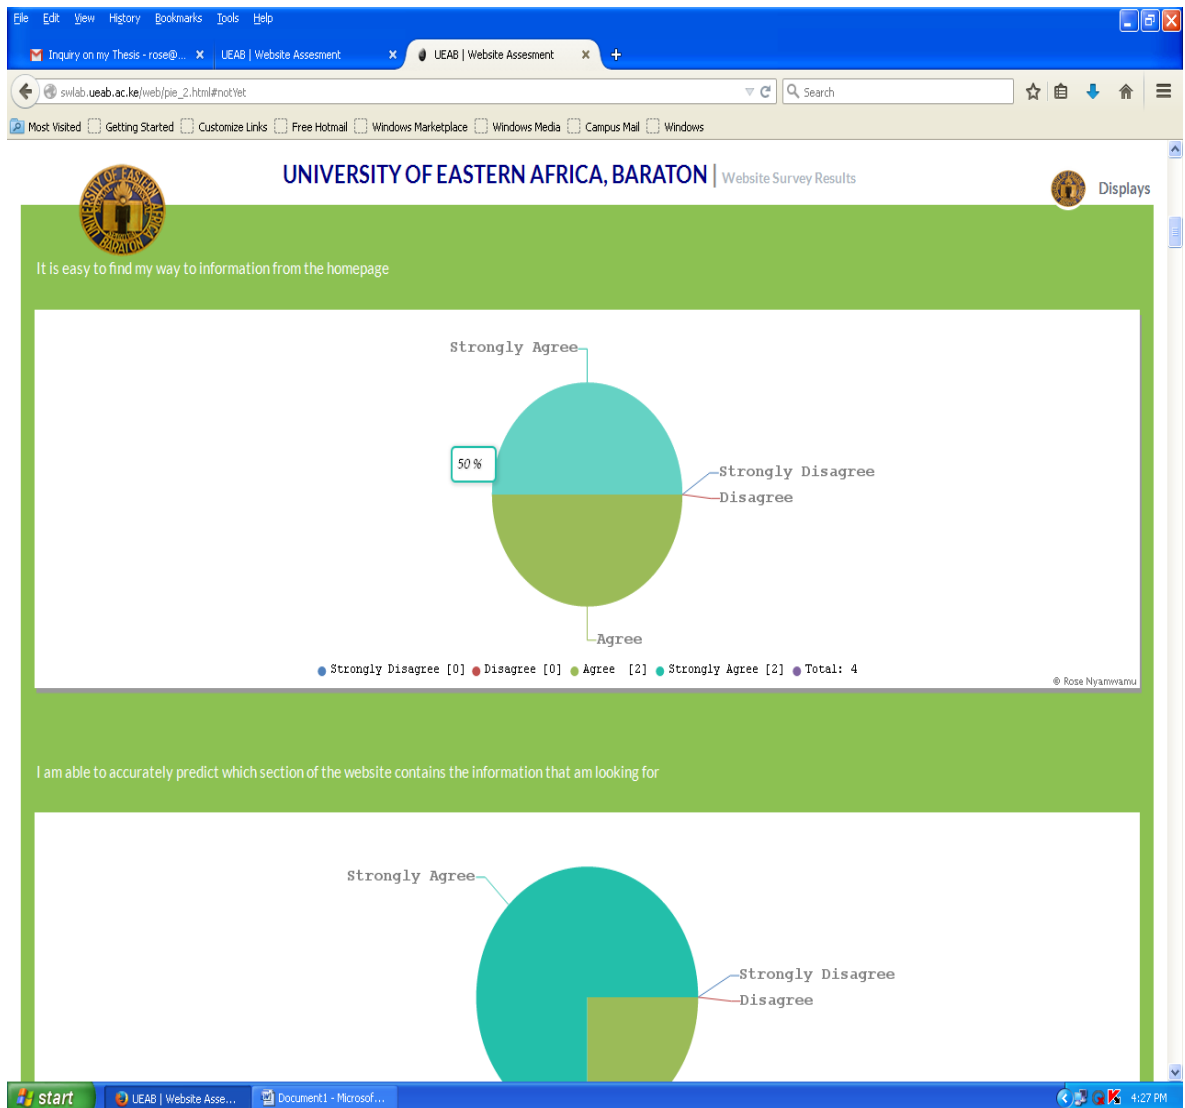 File Edit View History Bookmarks Tools Help
Inquiry on my Thesis - rose@... UEAB | Website Assesment UEAB | Website Assesment
swlab.ueab.ac.ke/web/pie_2.html#notYet Search
Most Visited Getting Started Customize Links Free Hotmail Windows Marketplace Windows Media Campus Mail Windows
UNIVERSITY OF EASTERN AFRICA, BARATON | Website Survey Results
Displays
UNIVERSITY OF EASTERN AFRICA
BARATON
It is easy to find my way to information from the homepage
Strongly Agree
50 %
Strongly Disagree
Disagree
Agree
Strongly Disagree [0] Disagree [0] Agree [2] Strongly Agree [2] Total: 4
© Rose Nyamwamu
I am able to accurately predict which section of the website contains the information that am looking for
Strongly Agree
Strongly Disagree
Disagree
start UEAB | Website Asse... Document1 - Microsof... 4:27 PM